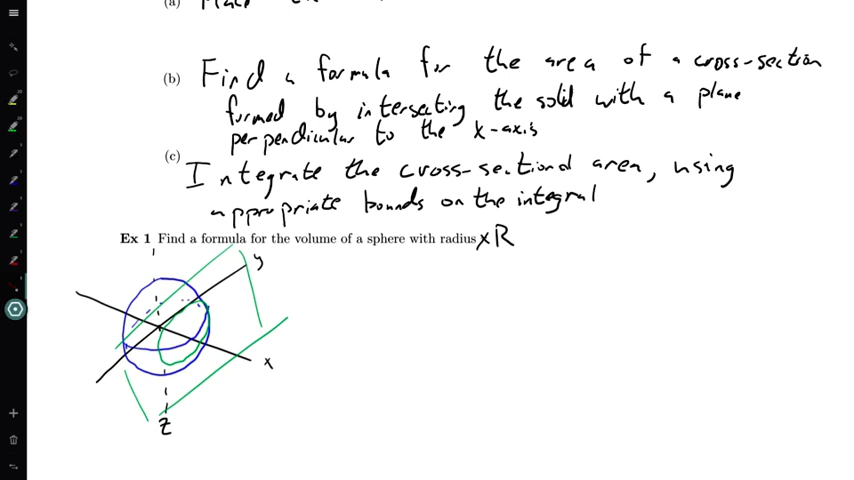 (a) Place
(b) Find a formula for the area of a cross-section
formed by intersecting the solid with a plane
perpendicular to the x-axis
(c) Integrate the cross-sectional area, using
appropriate bounds on the integral
Ex 1 Find a formula for the volume of a sphere with radius x R
y
x
z